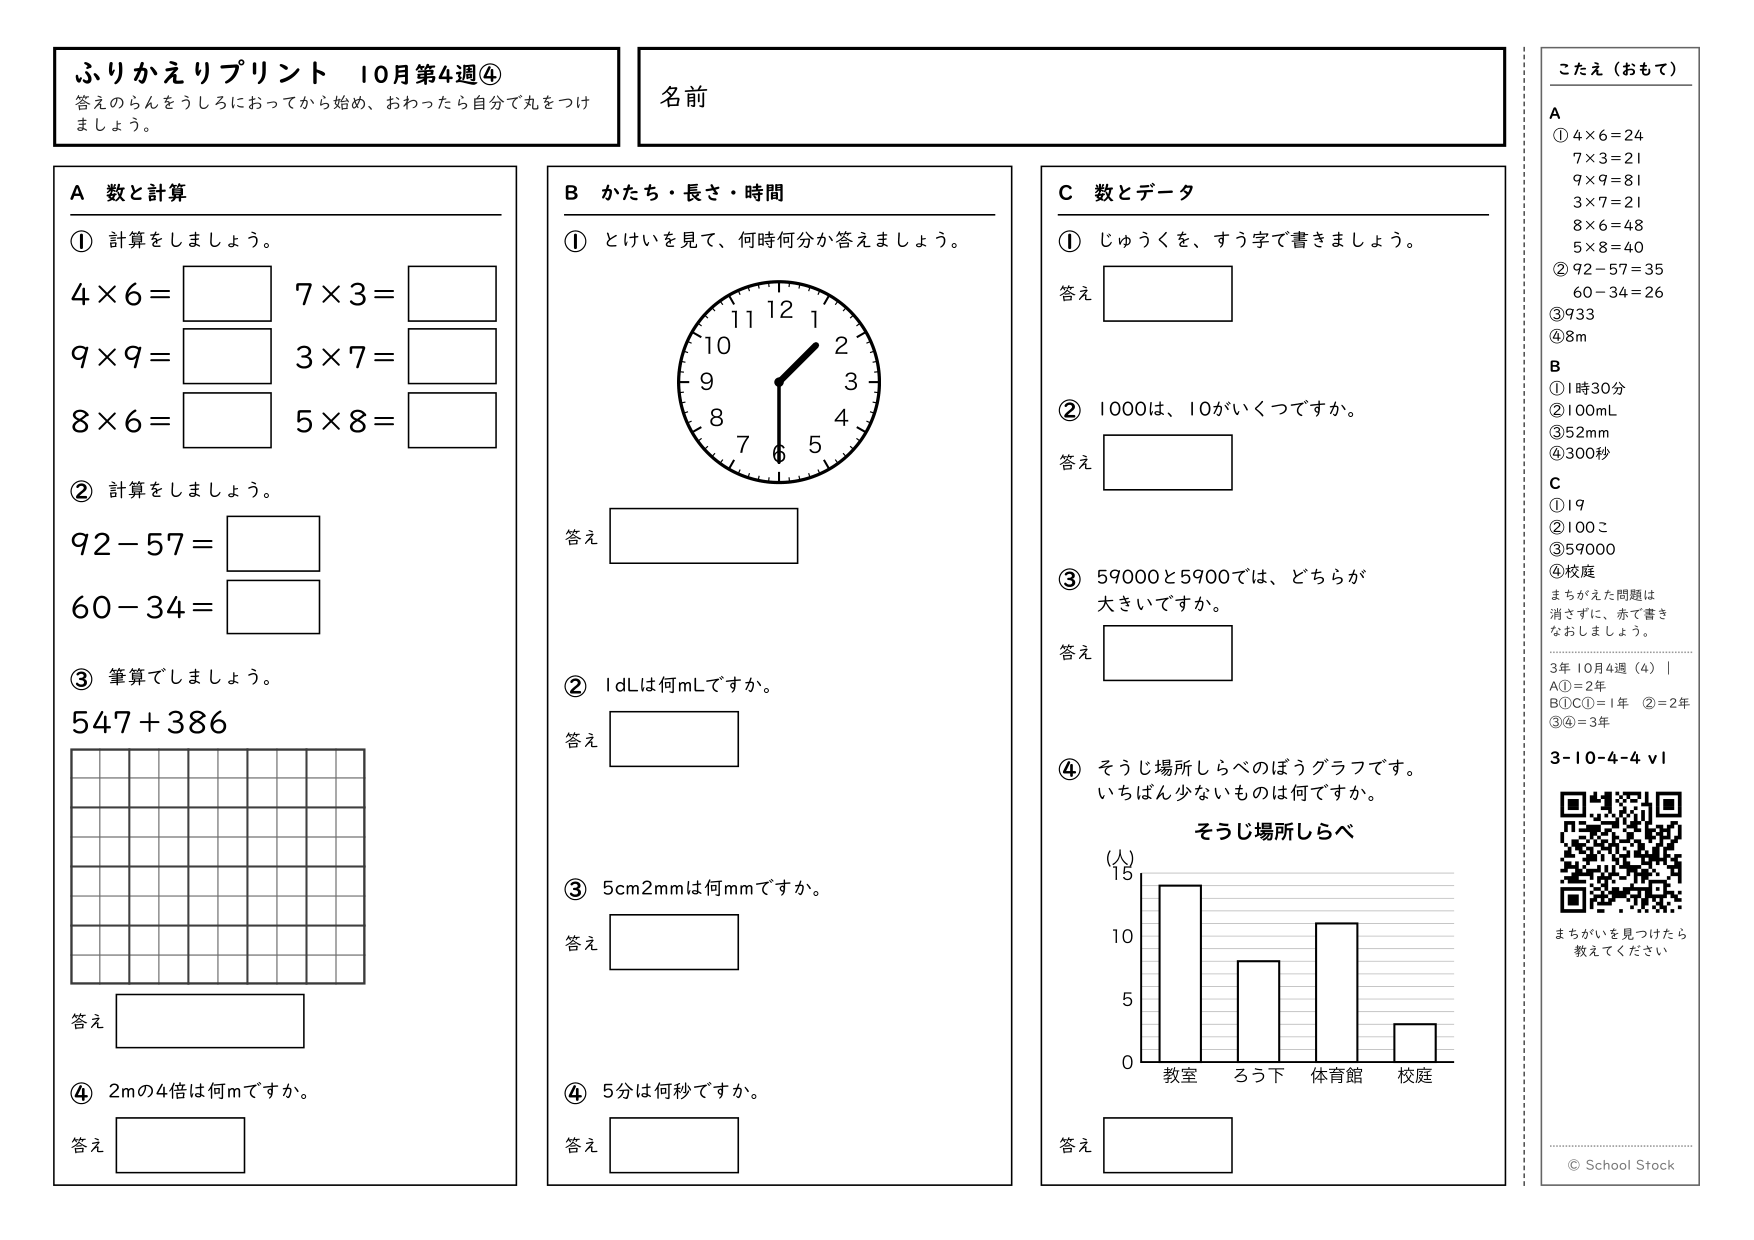 ふりかえりプリント　10月第4週④
答えのらんをうしろにおってから始め、おわったら自分で丸をつけ
ましょう。
名前
A　数と計算
① 計算をしましょう。
4×6＝　7×3＝
9×9＝　3×7＝
8×6＝　5×8＝
② 計算をしましょう。
92－57＝
60－34＝
③ 筆算でしましょう。
547＋386
答え
④ 2mの4倍は何mですか。
答え
B　かたち・長さ・時間
① とけいを見て、何時何分か答えましょう。
12
11　1
10　2
9　3
8　4
7　5
6
答え
② 1dLは何mLですか。
答え
③ 5cm2mmは何mmですか。
答え
④ 5分は何秒ですか。
答え
C　数とデータ
① じゅうくを、すう字で書きましょう。
答え
② 1000は、10がいくつですか。
答え
③ 59000と5900では、どちらが
大きいですか。
答え
④ そうじ場所しらべのぼうグラフです。
いちばん少ないものは何ですか。
そうじ場所しらべ
(人)
15
10
5
0
教室　ろう下　体育館　校庭
答え
こたえ（おもて）
A
① 4×6＝24
7×3＝21
9×9＝81
3×7＝21
8×6＝48
5×8＝40
② 92－57＝35
60－34＝26
③933
④8m
B
①1時30分
②100mL
③52mm
④300秒
C
①19
②100こ
③59000
④校庭
まちがえた問題は
消さずに、赤で書き
なおしましょう。
3年 10月4週（4）｜
A①＝2年
B①C①＝1年　②＝2年
③④＝3年
3-10-4-4 v1
まちがいを見つけたら
教えてください
© School Stock